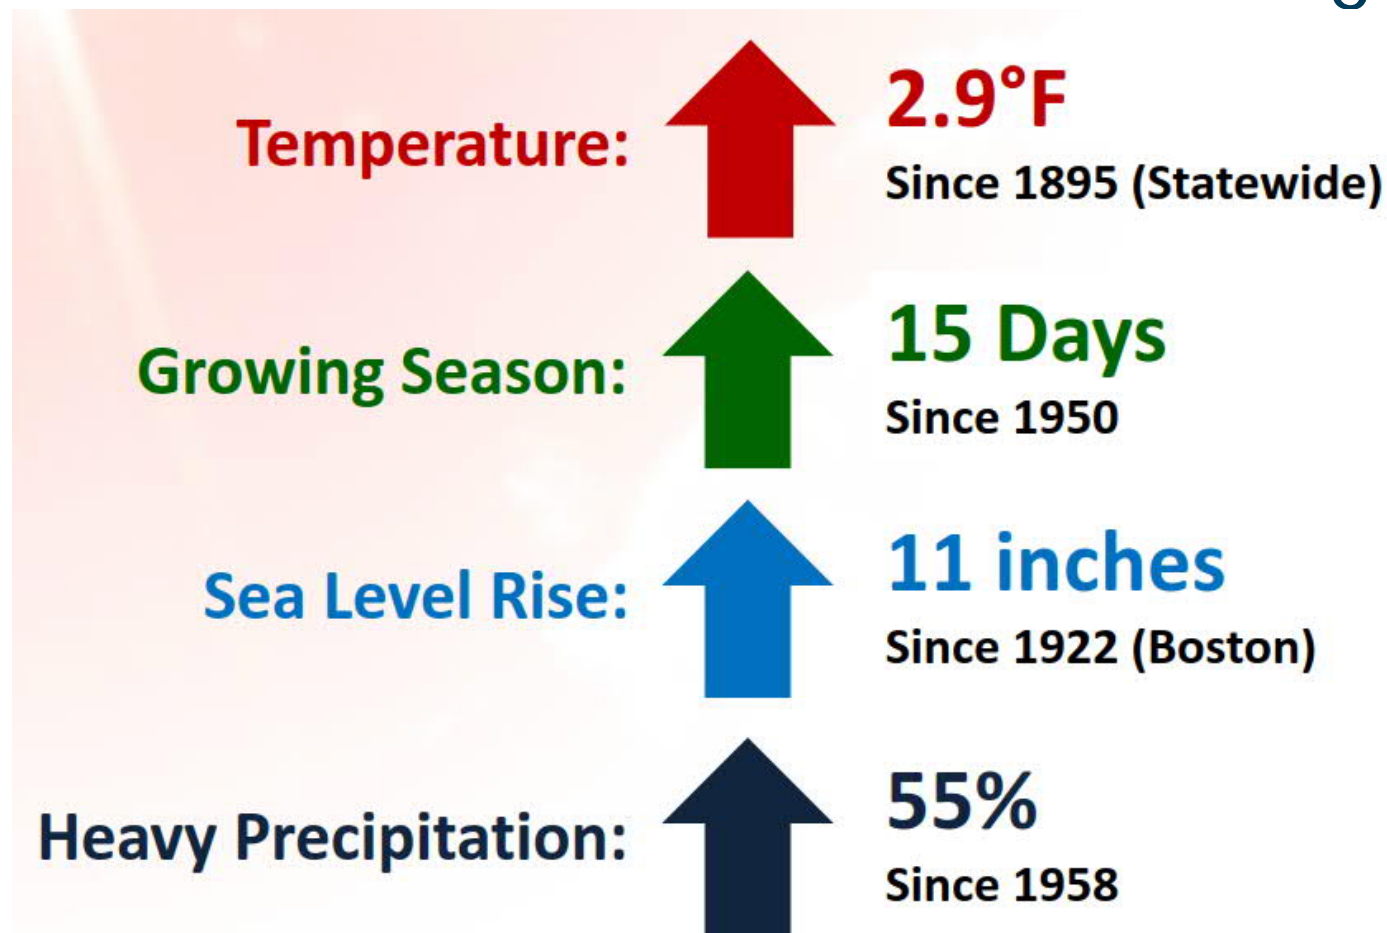 Temperature:
2.9°F
Since 1895 (Statewide)
Growing Season:
15 Days
Since 1950
Sea Level Rise:
11 inches
Since 1922 (Boston)
Heavy Precipitation:
55%
Since 1958